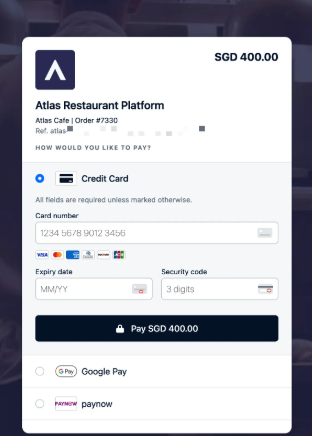 SGD 400.00
Atlas Restaurant Platform
Atlas Cafe | Order #7330
Ref. atlas
HOW WOULD YOU LIKE TO PAY?
Credit Card
All fields are required unless marked otherwise.
Card number
1234 5678 9012 3456
VISA
Expiry date
Security code
MM/YY
3 digits
Pay SGD 400.00
G Pay Google Pay
PAYNOW paynow